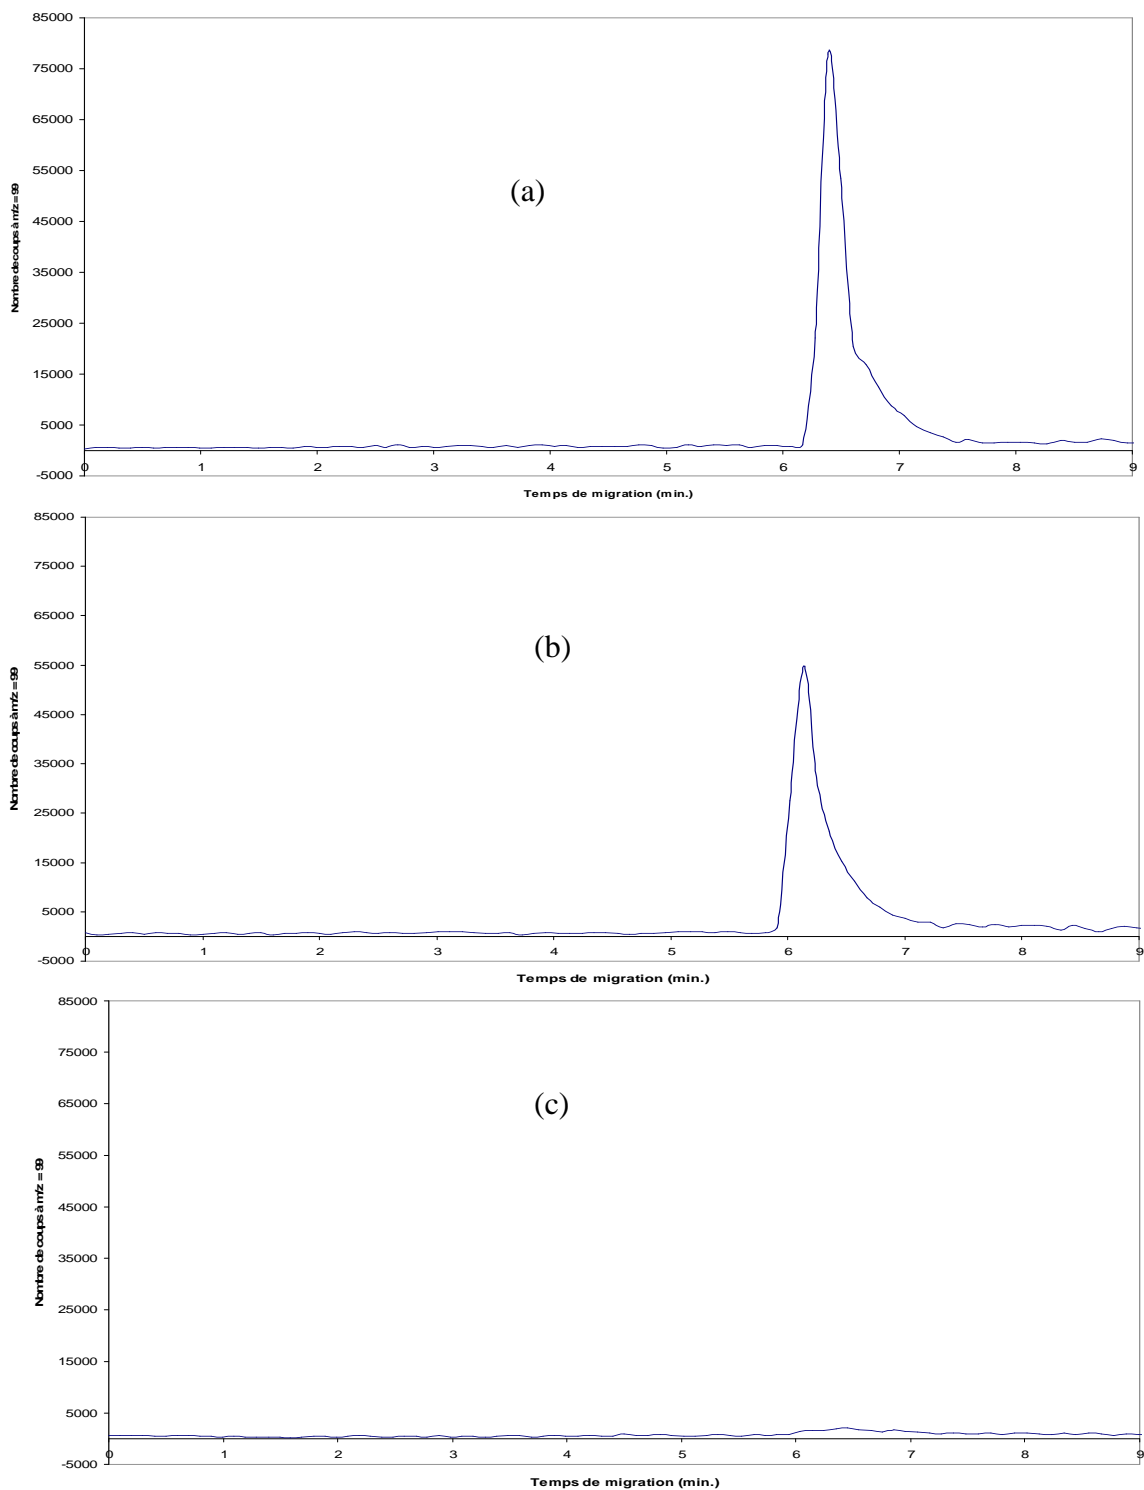 85000
75000
65000
55000
45000
35000
25000
15000
5000
-5000
Nombre de coups à m/z = 99
(a)
0 1 2 3 4 5 6 7 8 9
Temps de migration (min.)
85000
75000
65000
55000
45000
35000
25000
15000
5000
-5000
Nombre de coups à m/z = 99
(b)
0 1 2 3 4 5 6 7 8 9
Temps de migration (min.)
85000
75000
65000
55000
45000
35000
25000
15000
5000
-5000
Nombre de coups à m/z = 99
(c)
0 1 2 3 4 5 6 7 8 9
Temps de migration (min.)